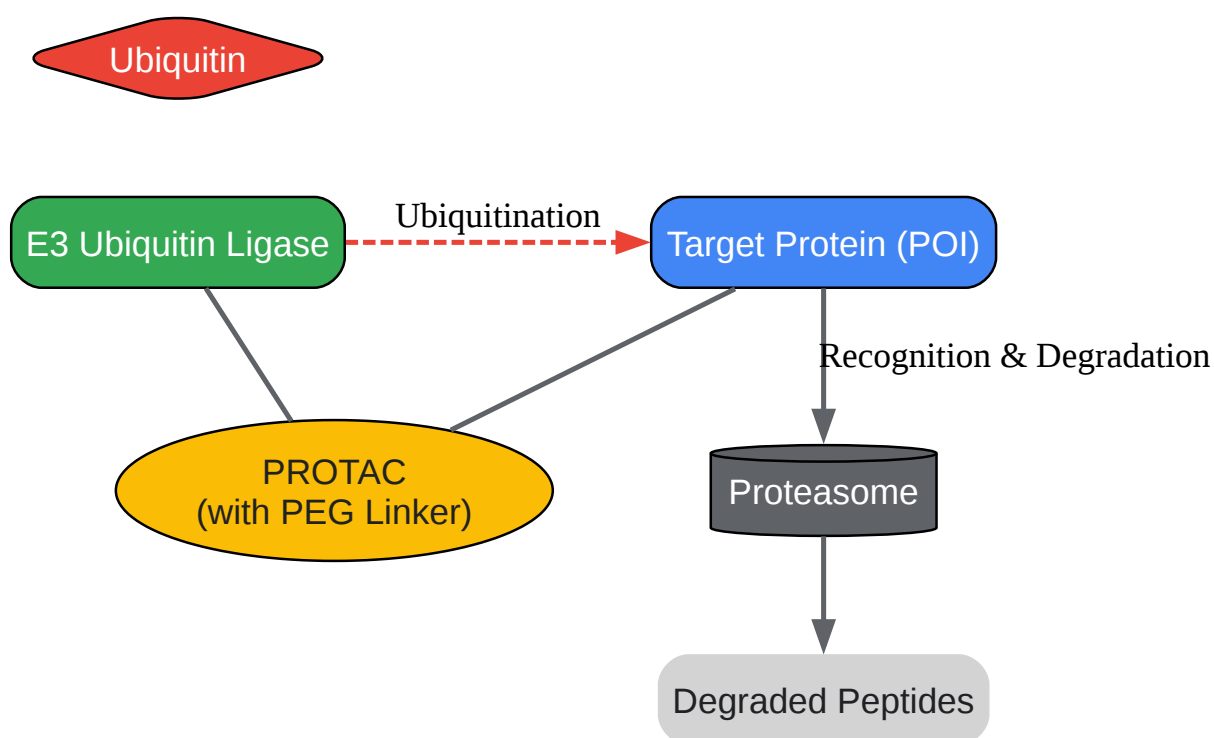 Ubiquitin
E3 Ubiquitin Ligase
Ubiquitination
Target Protein (POI)
Recognition & Degradation
PROTAC
(with PEG Linker)
Proteasome
Degraded Peptides